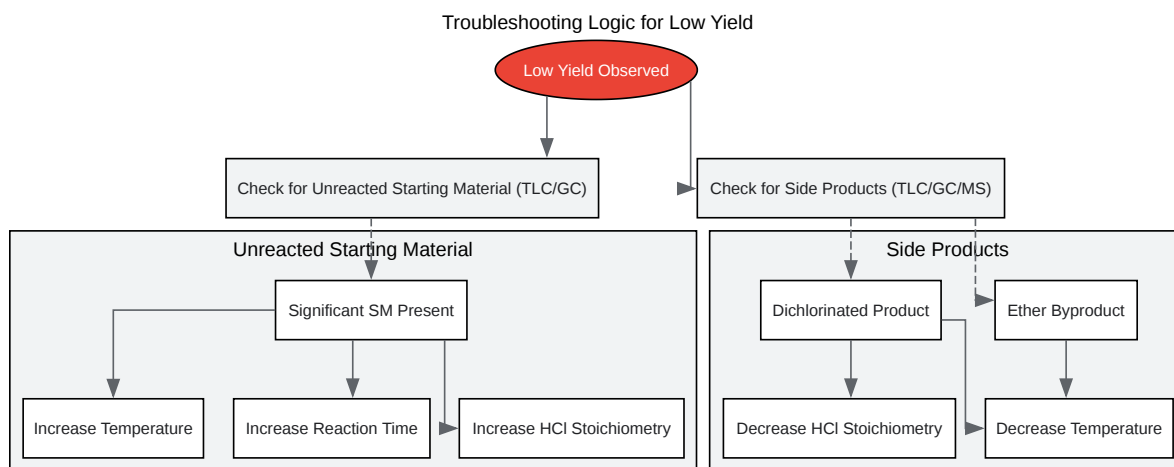 Troubleshooting Logic for Low Yield
Low Yield Observed
Check for Unreacted Starting Material (TLC/GC)
Check for Side Products (TLC/GC/MS)
Unreacted Starting Material
Side Products
Significant SM Present
Dichlorinated Product
Ether Byproduct
Increase Temperature
Increase Reaction Time
Increase HCl Stoichiometry
Decrease HCl Stoichiometry
Decrease Temperature